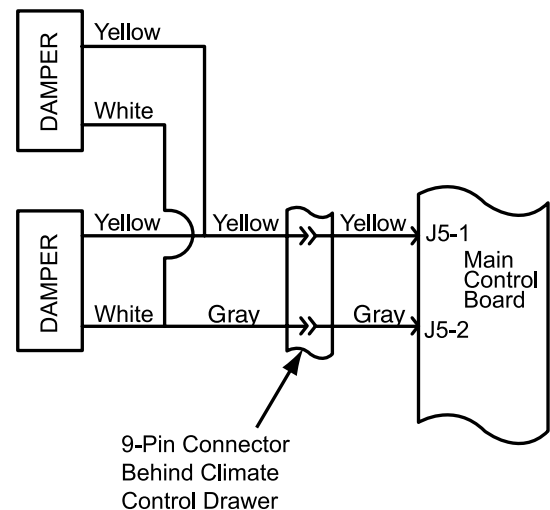 DAMPER
Yellow
White
DAMPER
Yellow
Yellow
Yellow
J5-1
Main
Control
Board
White
Gray
Gray
J5-2
9-Pin Connector
Behind Climate
Control Drawer